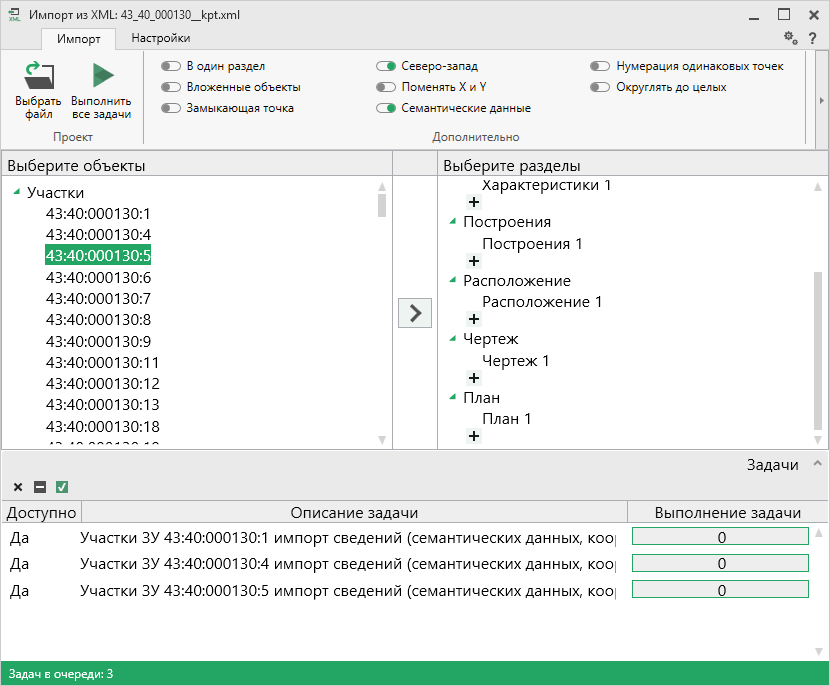 XML Импорт из XML: 43_40_000130__kpt.xml
Импорт Настройки ?
Выбрать файл
Выполнить все задачи
Проект
В один раздел
Вложенные объекты
Замыкающая точка
Северо-запад
Поменять X и Y
Семантические данные
Нумерация одинаковых точек
Округлять до целых
Дополнительно
Выберите объекты
Участки
43:40:000130:1
43:40:000130:4
43:40:000130:5
43:40:000130:6
43:40:000130:7
43:40:000130:8
43:40:000130:9
43:40:000130:11
43:40:000130:12
43:40:000130:13
43:40:000130:18
Выберите разделы
Характеристики 1
+
Построения
Построения 1
+
Расположение
Расположение 1
+
Чертеж
Чертеж 1
+
План
План 1
+
Задачи
Доступно Описание задачи Выполнение задачи
Да Участки ЗУ 43:40:000130:1 импорт сведений (семантических данных, коор 0
Да Участки ЗУ 43:40:000130:4 импорт сведений (семантических данных, коор 0
Да Участки ЗУ 43:40:000130:5 импорт сведений (семантических данных, коор 0
Задач в очереди: 3